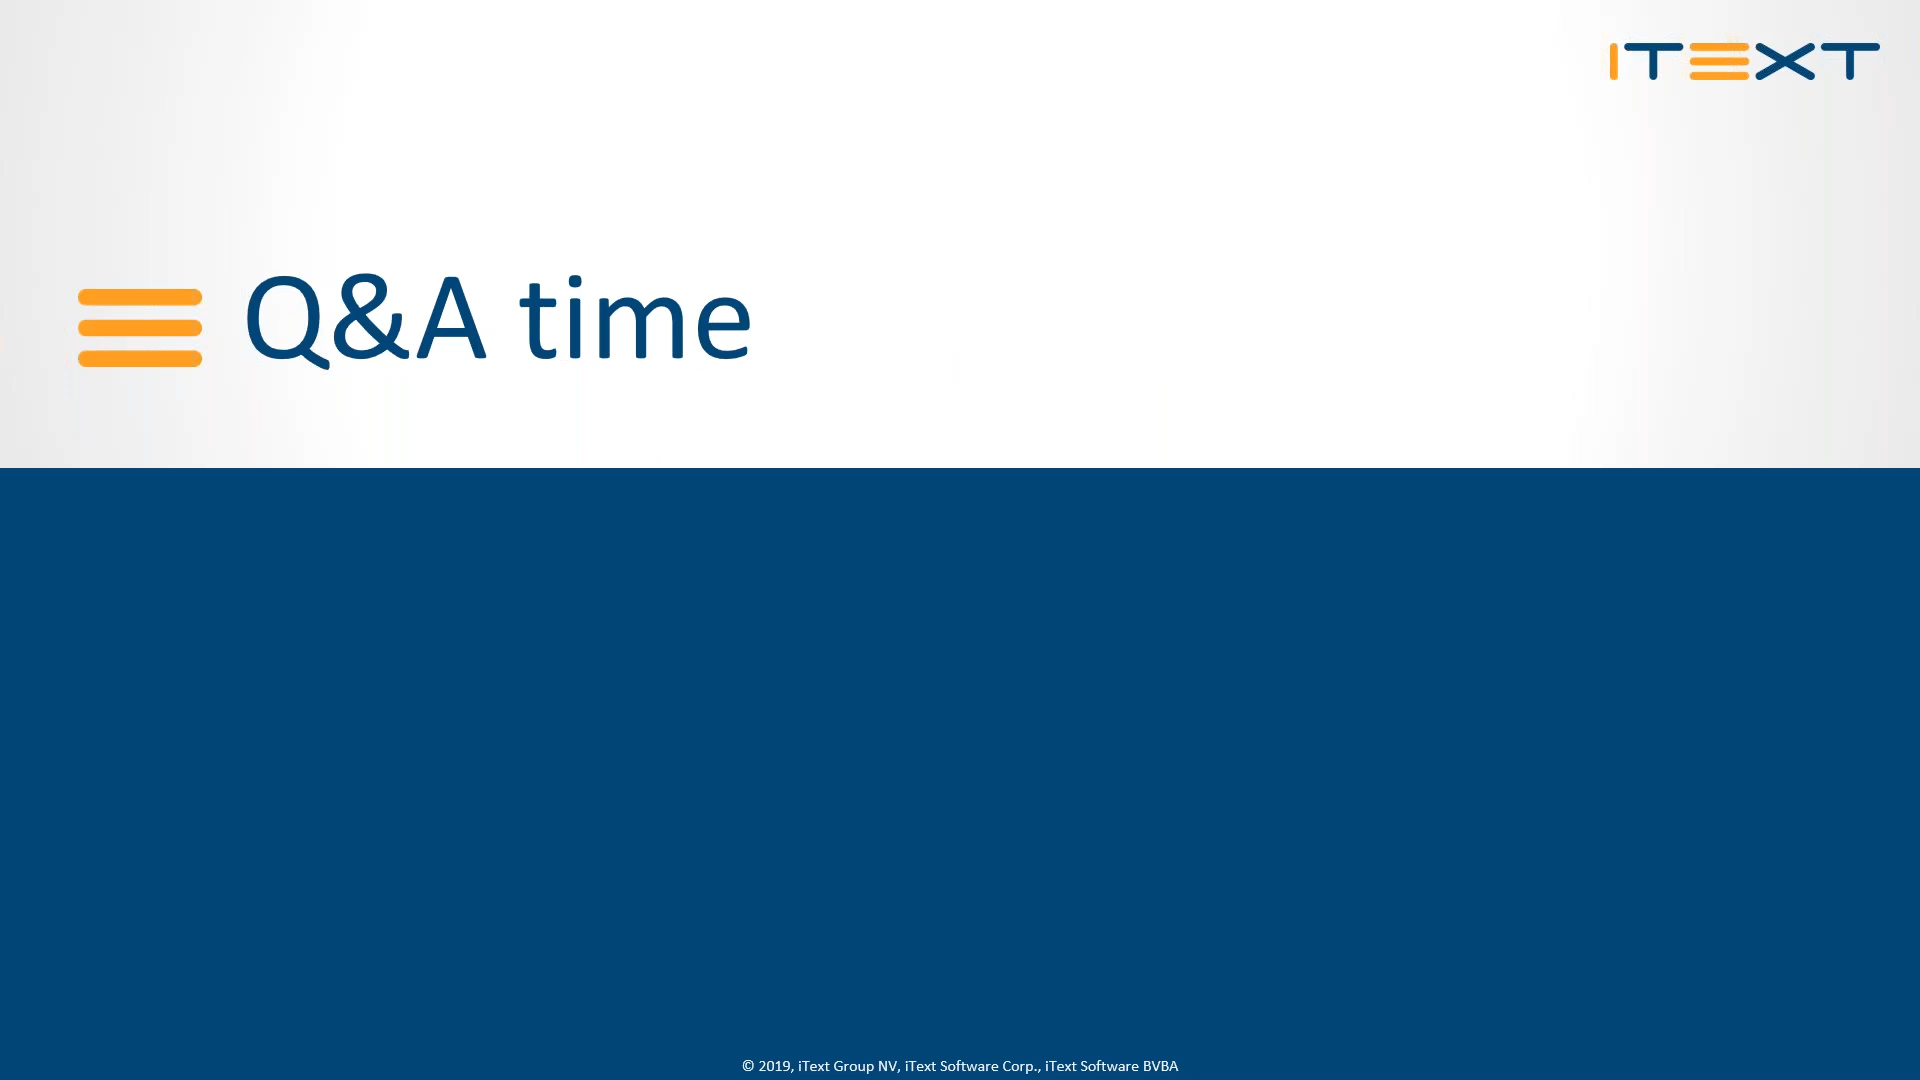 ITEXT
Q&A time
© 2019, iText Group NV, iText Software Corp., iText Software BVBA